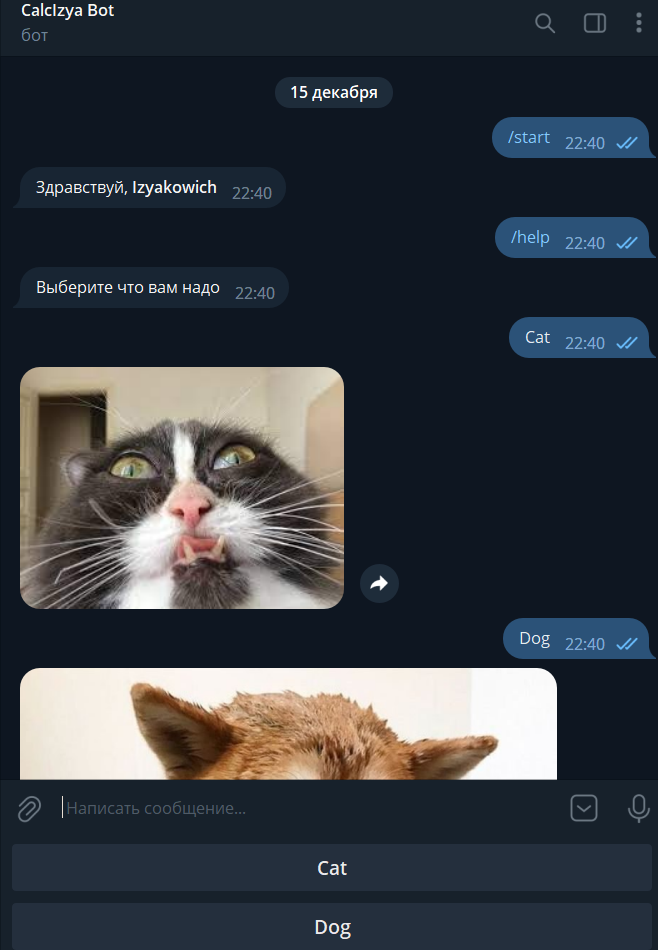 CalcIzya Bot
бот
15 декабря
/start 22:40
Здравствуй, Izyakowich 22:40
/help 22:40
Выберите что вам надо 22:40
Cat 22:40
Dog 22:40
Написать сообщение...
Cat
Dog